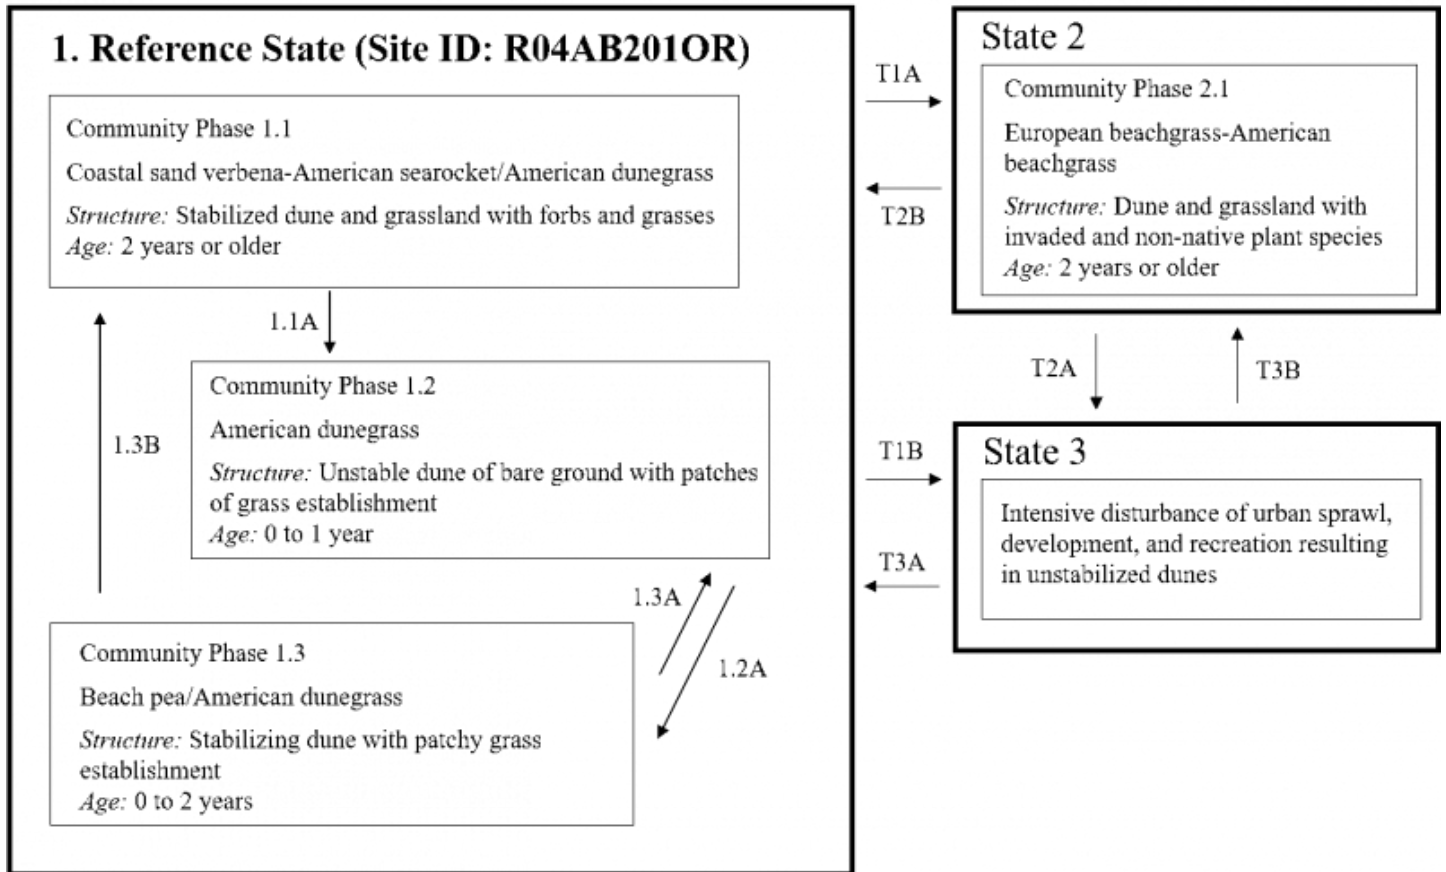 1. Reference State (Site ID: R04AB201OR)
Community Phase 1.1
Coastal sand verbena-American searocket/American dunegrass
Structure: Stabilized dune and grassland with forbs and grasses
Age: 2 years or older
1.1A
Community Phase 1.2
American dunegrass
Structure: Unstable dune of bare ground with patches
of grass establishment
Age: 0 to 1 year
1.3B
1.3A
1.2A
Community Phase 1.3
Beach pea/American dunegrass
Structure: Stabilizing dune with patchy grass
establishment
Age: 0 to 2 years
T1A
T2B
State 2
Community Phase 2.1
European beachgrass-American
beachgrass
Structure: Dune and grassland with
invaded and non-native plant species
Age: 2 years or older
T2A
T3B
T1B
T3A
State 3
Intensive disturbance of urban sprawl,
development, and recreation resulting
in unstabilized dunes